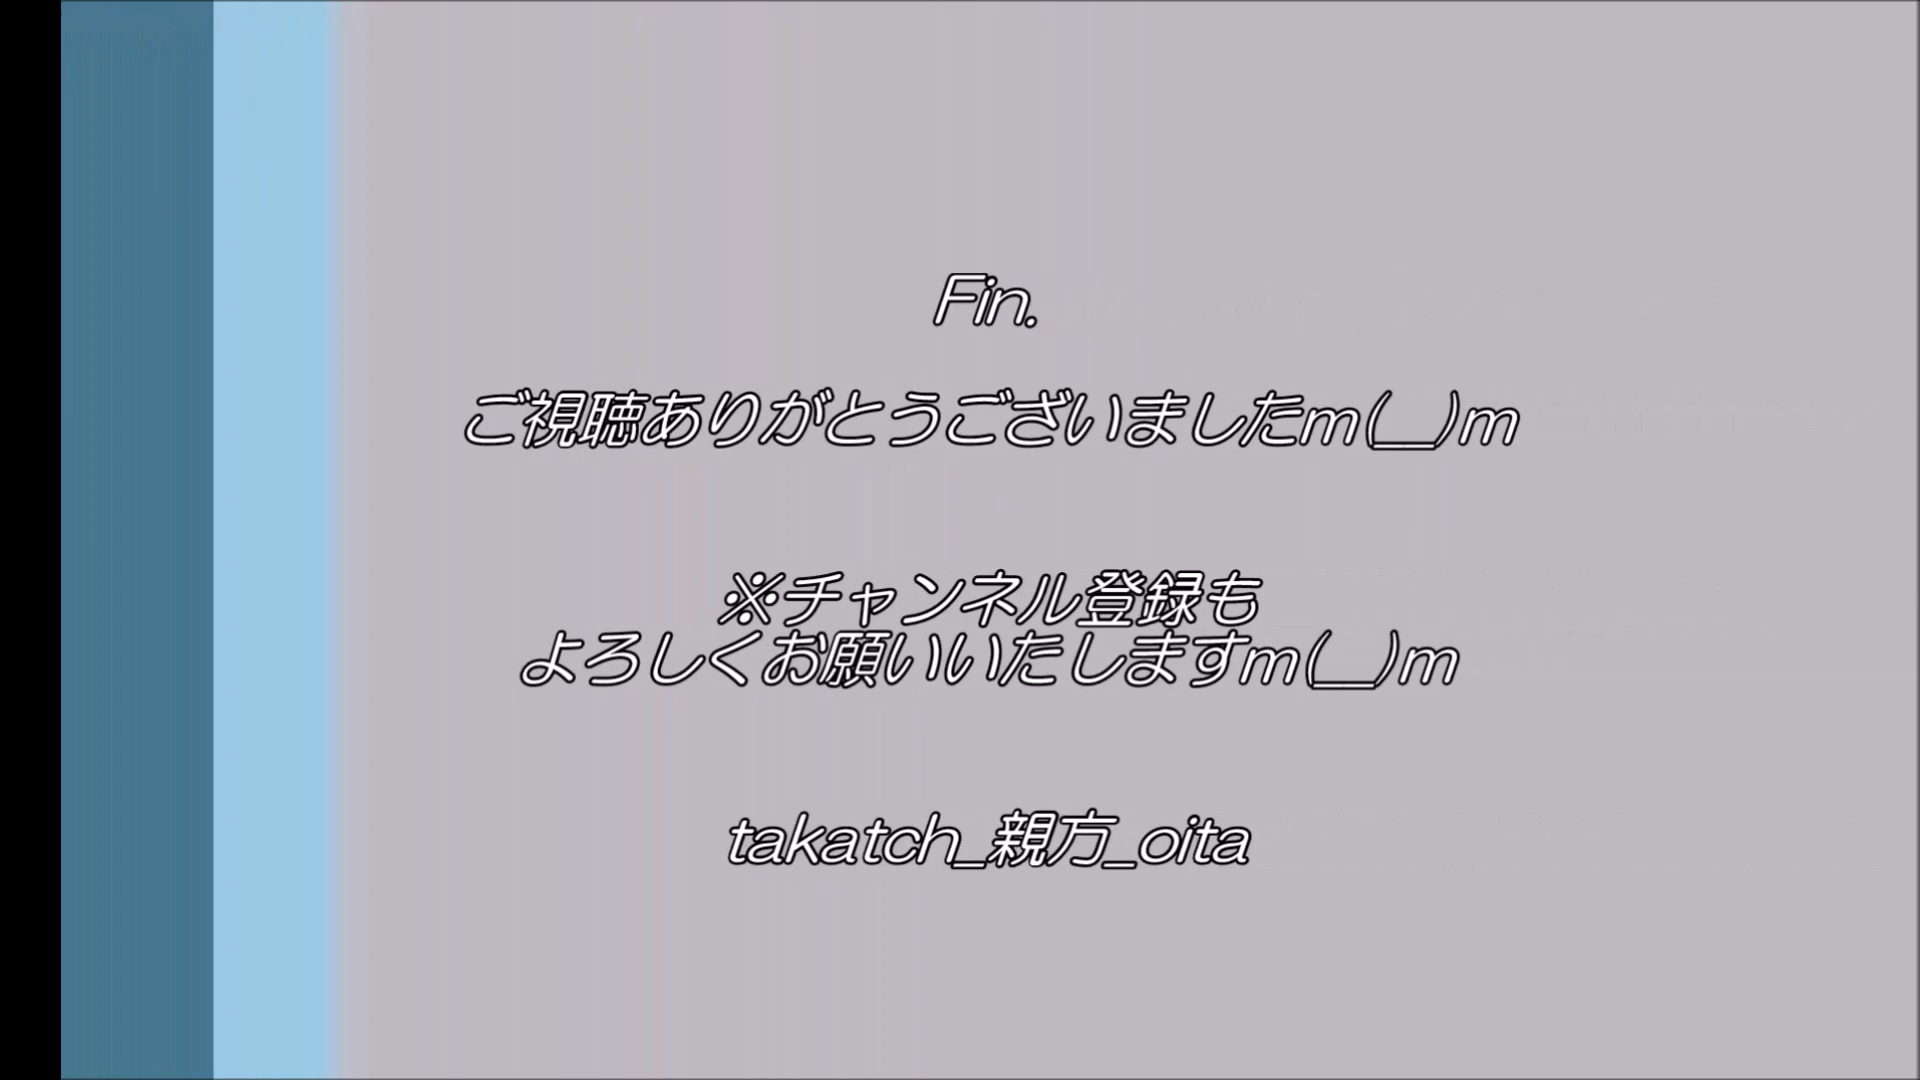 Fin.
ご視聴ありがとうございましたm(__)m
※チャンネル登録も
よろしくお願いいたしますm(__)m
takatch_親方_oita